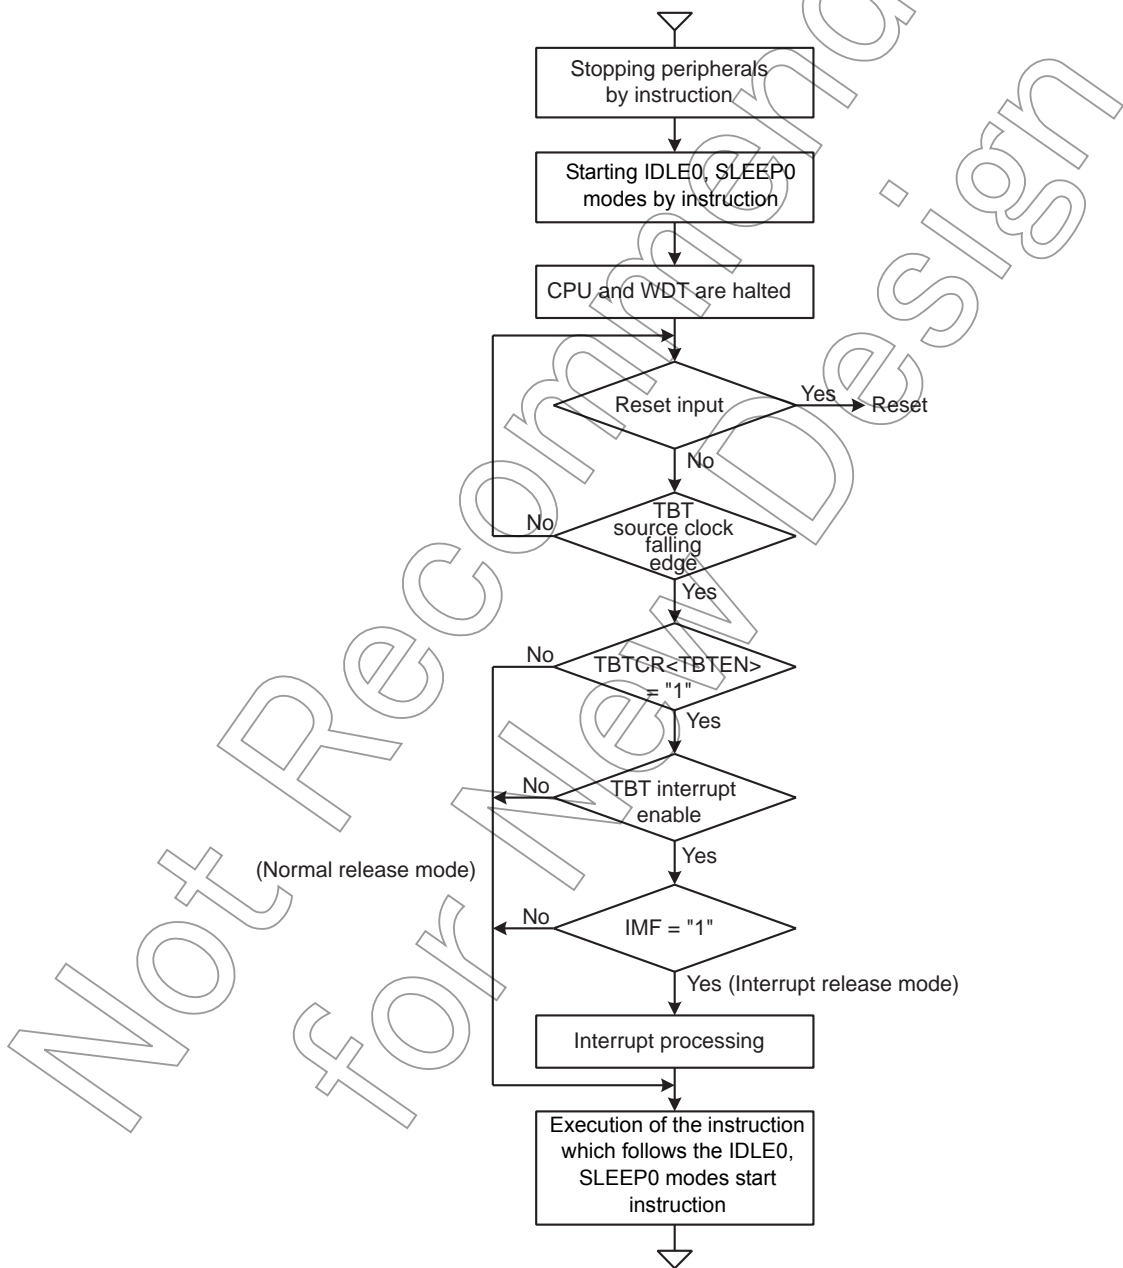 Stopping peripherals
by instruction
Starting IDLE0, SLEEP0
modes by instruction
CPU and WDT are halted
Reset input
Yes
Reset
No
TBT
source clock
falling
edge
No
Yes
TBTCR<TBTEN>
= "1"
No
Yes
TBT interrupt
enable
No
Yes
(Normal release mode)
IMF = "1"
No
Yes (Interrupt release mode)
Interrupt processing
Execution of the instruction
which follows the IDLE0,
SLEEP0 modes start
instruction
Not Recommend
for New Design